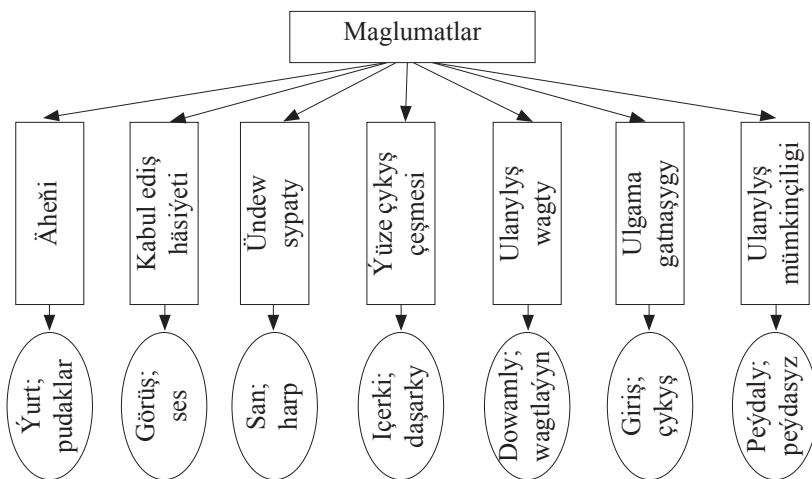 Maglumatlar
Äheňi
Kabul ediş
häsiýeti
Ündew
sypaty
Ýüze çykyş
çeşmesi
Ulanylyş
wagty
Ulgama
gatnaşygy
Ulanylyş
mümkinçiligi
Ýurt;
pudaklar
Görüş;
ses
San;
harp
Içerki;
daşarky
Dowamly;
wagtlaýyn
Giriş;
çykyş
Peýdaly;
peýdasyz